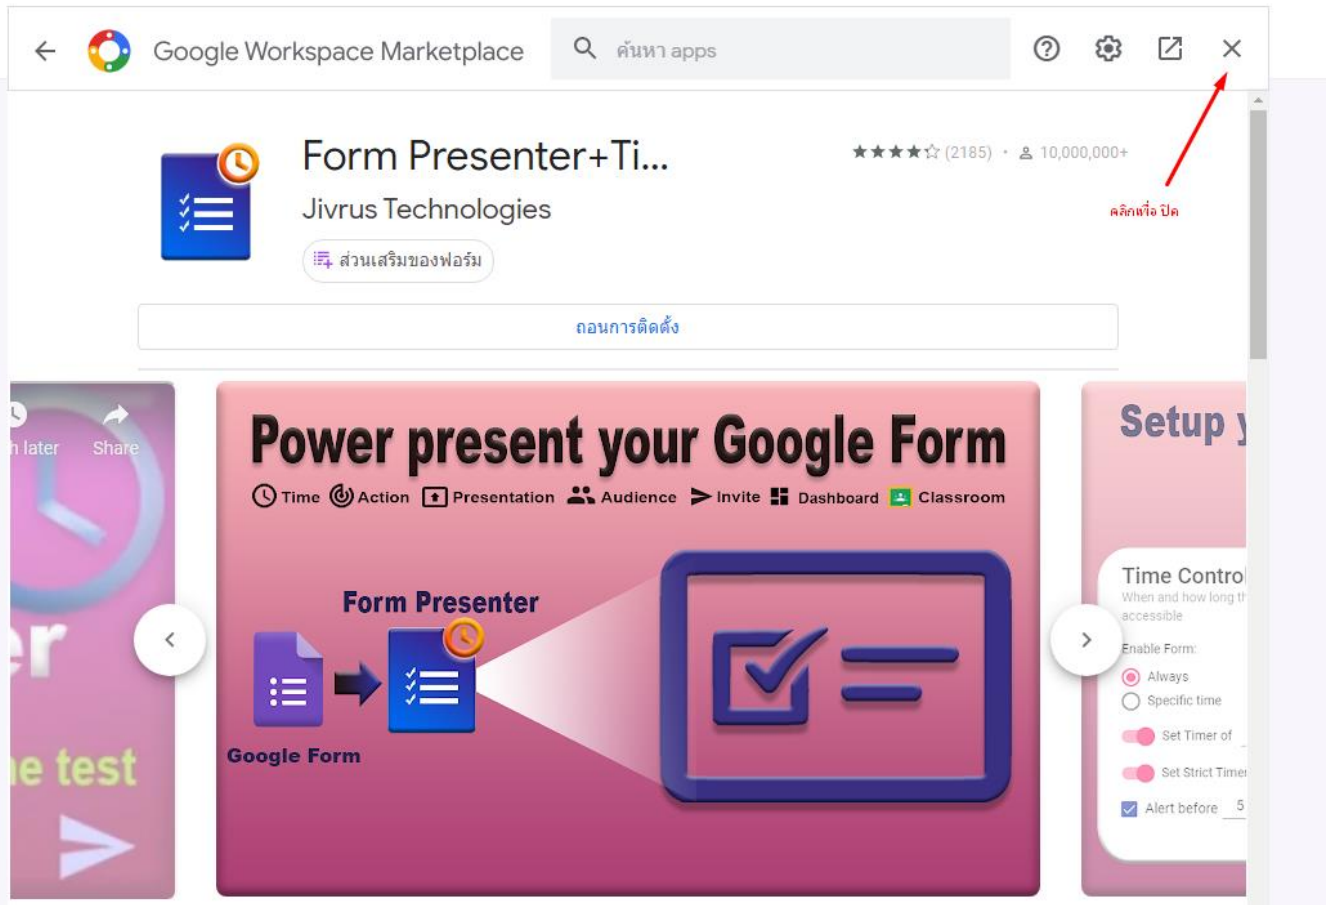 Google Workspace Marketplace
ค้นหา apps
Form Presenter+Ti...
(2185) · 10,000,000+
Jivrus Technologies
คลิกเพื่อ ปิด
ส่วนเสริมของฟอร์ม
ถอนการติดตั้ง
later Share
Power present your Google Form
Time Action Presentation Audience Invite Dashboard Classroom
Form Presenter
Google Form
test
Setup y
Time Contro
When and how long th
accessible
Enable Form:
Always
Specific time
Set Timer of
Set Strict Timer
Alert before 5